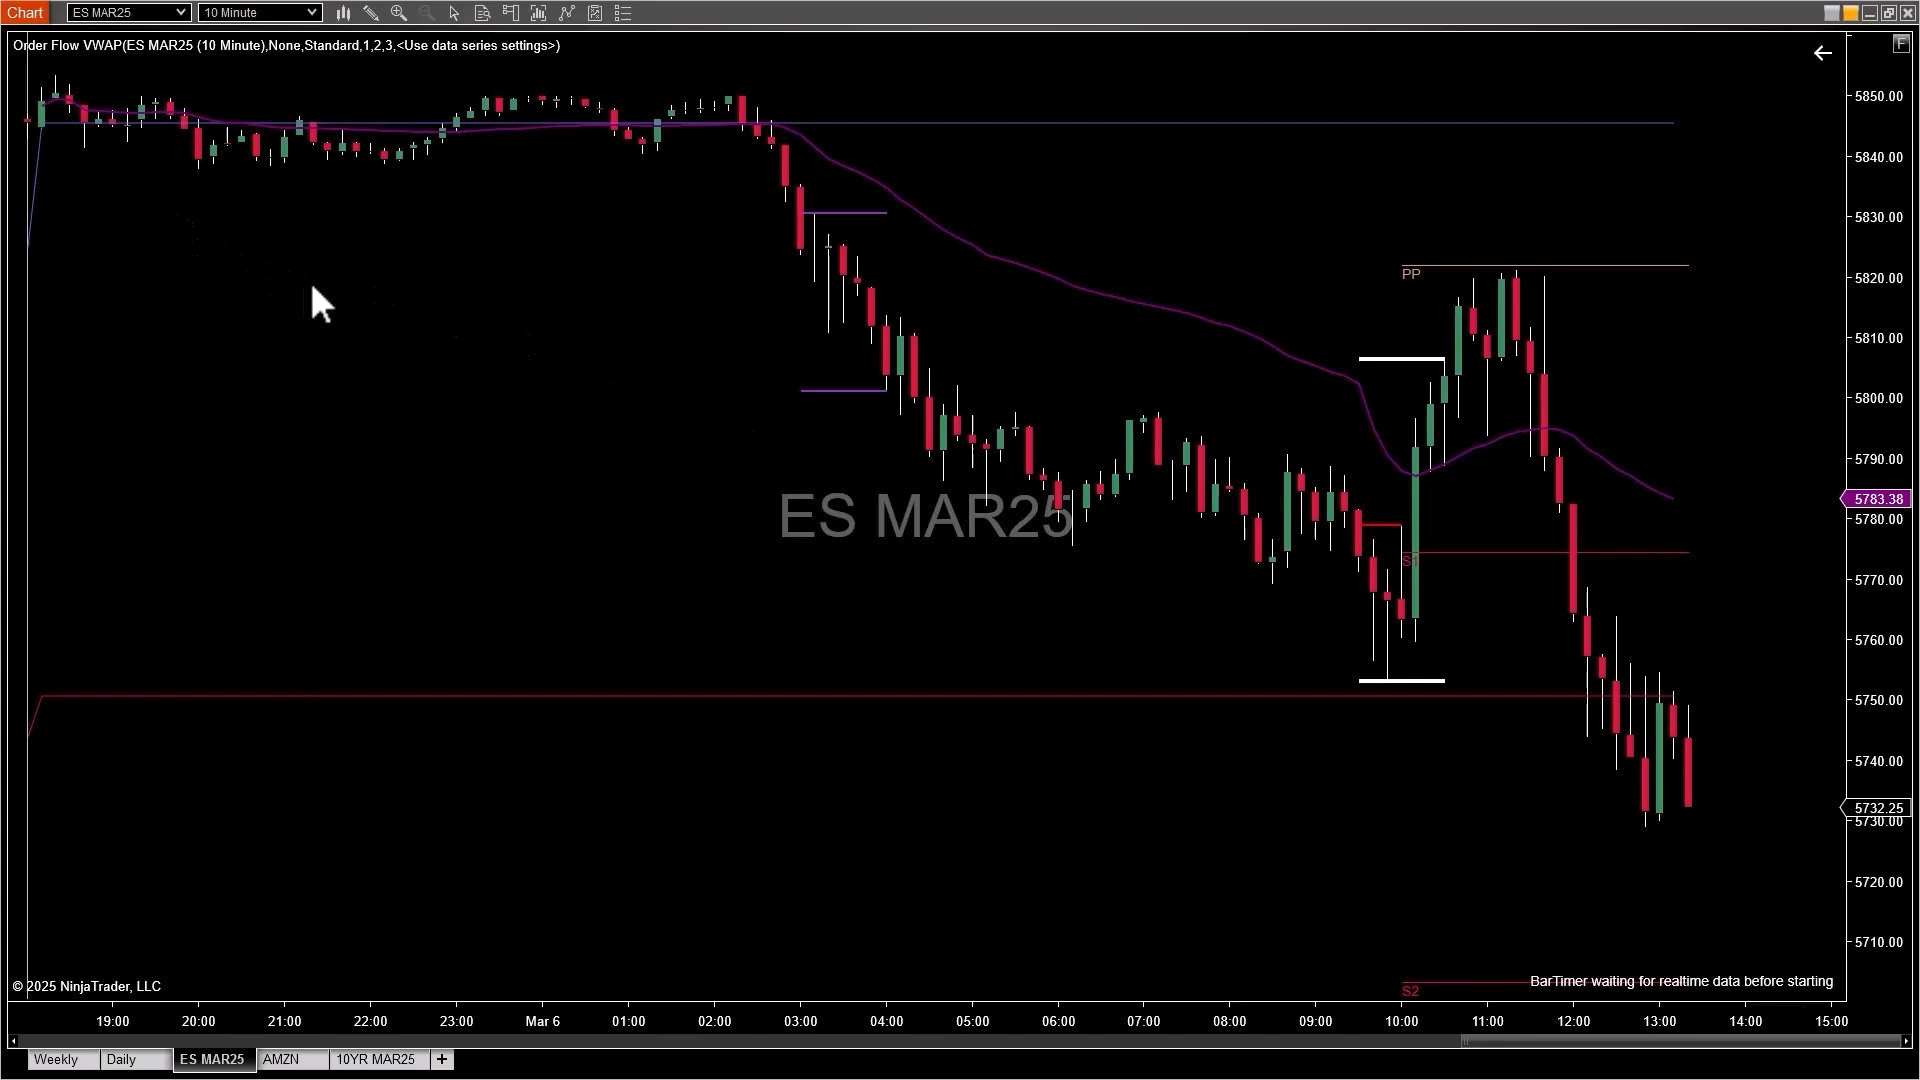 Chart ES MAR25 10 Minute
Order Flow VWAP(ES MAR25 (10 Minute),None,Standard,1,2,3,<Use data series settings>)
F
5850.00
5840.00
5830.00
PP
5820.00
5810.00
5800.00
5790.00
5783.38
ES MAR25
5780.00
S1
5770.00
5760.00
5750.00
5740.00
5732.25
5730.00
5720.00
5710.00
© 2025 NinjaTrader, LLC
BarTimer waiting for realtime data before starting
S2
19:00 20:00 21:00 22:00 23:00 Mar 6 01:00 02:00 03:00 04:00 05:00 06:00 07:00 08:00 09:00 10:00 11:00 12:00 13:00 14:00 15:00
Weekly Daily ES MAR25 AMZN 10YR MAR25 +